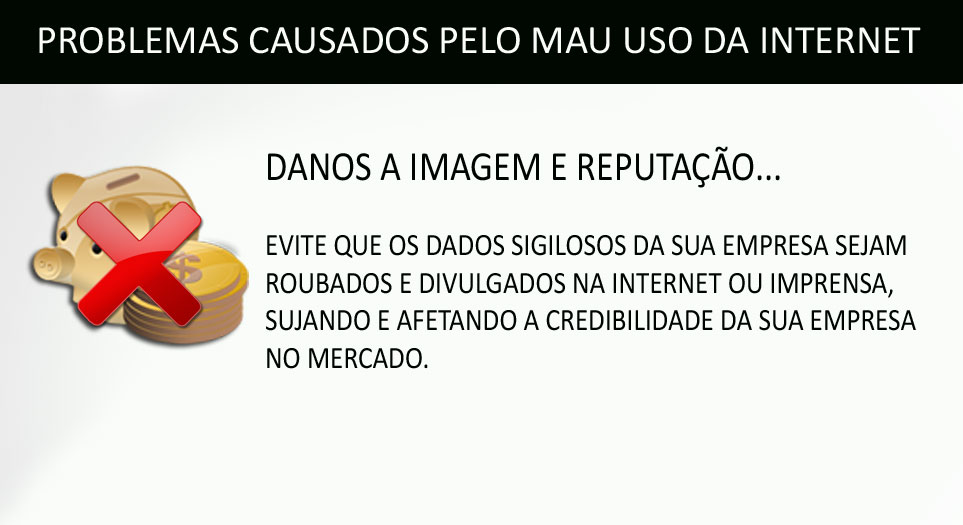 PROBLEMAS CAUSADOS PELO MAU USO DA INTERNET
DANOS A IMAGEM E REPUTAÇÃO...
EVITE QUE OS DADOS SIGILOSOS DA SUA EMPRESA SEJAM
ROUBADOS E DIVULGADOS NA INTERNET OU IMPRENSA,
SUJANDO E AFETANDO A CREDIBILIDADE DA SUA EMPRESA
NO MERCADO.
$